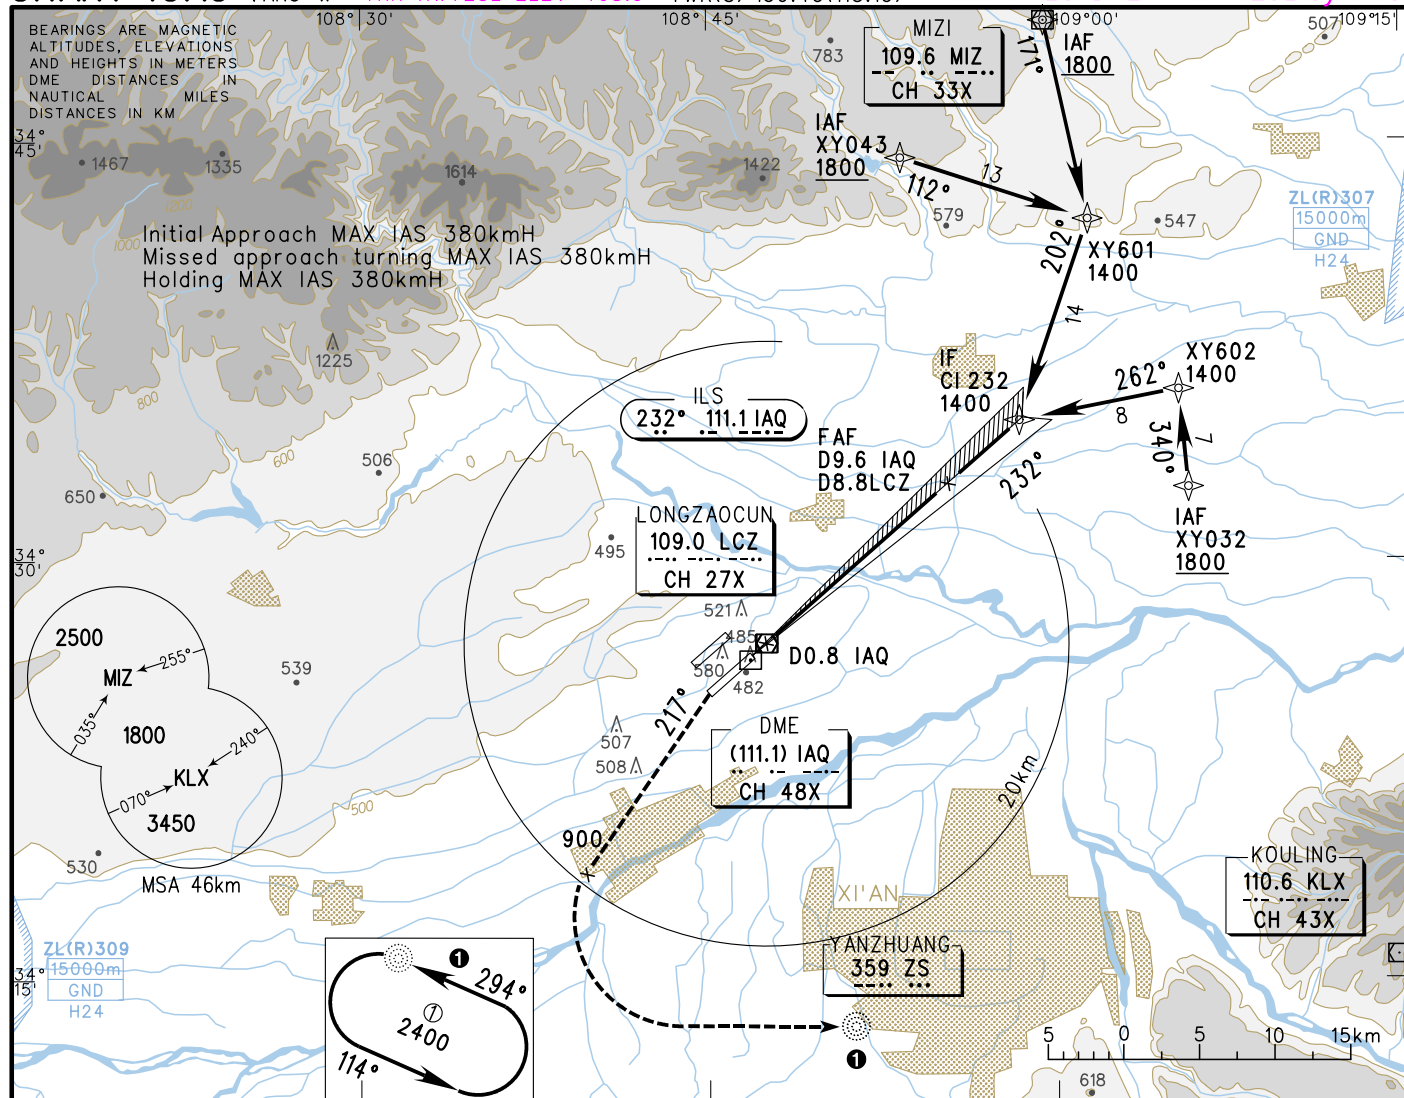 108°30'
108°45'
109°00'
109°15'
BEARINGS ARE MAGNETIC
ALTITUDES, ELEVATIONS
AND HEIGHTS IN METERS
DME DISTANCES IN
NAUTICAL MILES
DISTANCES IN KM
MIZI
109.6 MIZ
CH 33X
783
171°
IAF
1800
507
34°
45'
1467
1335
1614
1422
IAF
XY043
1800
112°
13
579
547
ZL(R)307
15000m
GND
H24
1000
Initial Approach MAX IAS 380kmH
Missed approach turning MAX IAS 380kmH
Holding MAX IAS 380kmH
202°
XY601
1400
14
1225
800
600
ILS
232° 111.1 IAQ
IF
CI 232
1400
262°
8
XY602
1400
340°
7
IAF
XY032
1800
FAF
D9.6 IAQ
D8.8LCZ
232°
506
650
495
LONGZAOCUN
109.0 LCZ
CH 27X
34°
30'
521
485
580
482
D0.8 IAQ
2500
MIZ
255°
035°
1800
240°
KLX
070°
3450
MSA 46km
539
530
500
217°
507
508
DME
(111.1) IAQ
CH 48X
900
20km
XI'AN
YANZHUANG
359 ZS
KOULING
110.6 KLX
CH 43X
ZL(R)309
15000m
GND
H24
34°
15'
1
294°
2400
114°
1
5 0 5 10 15km
618